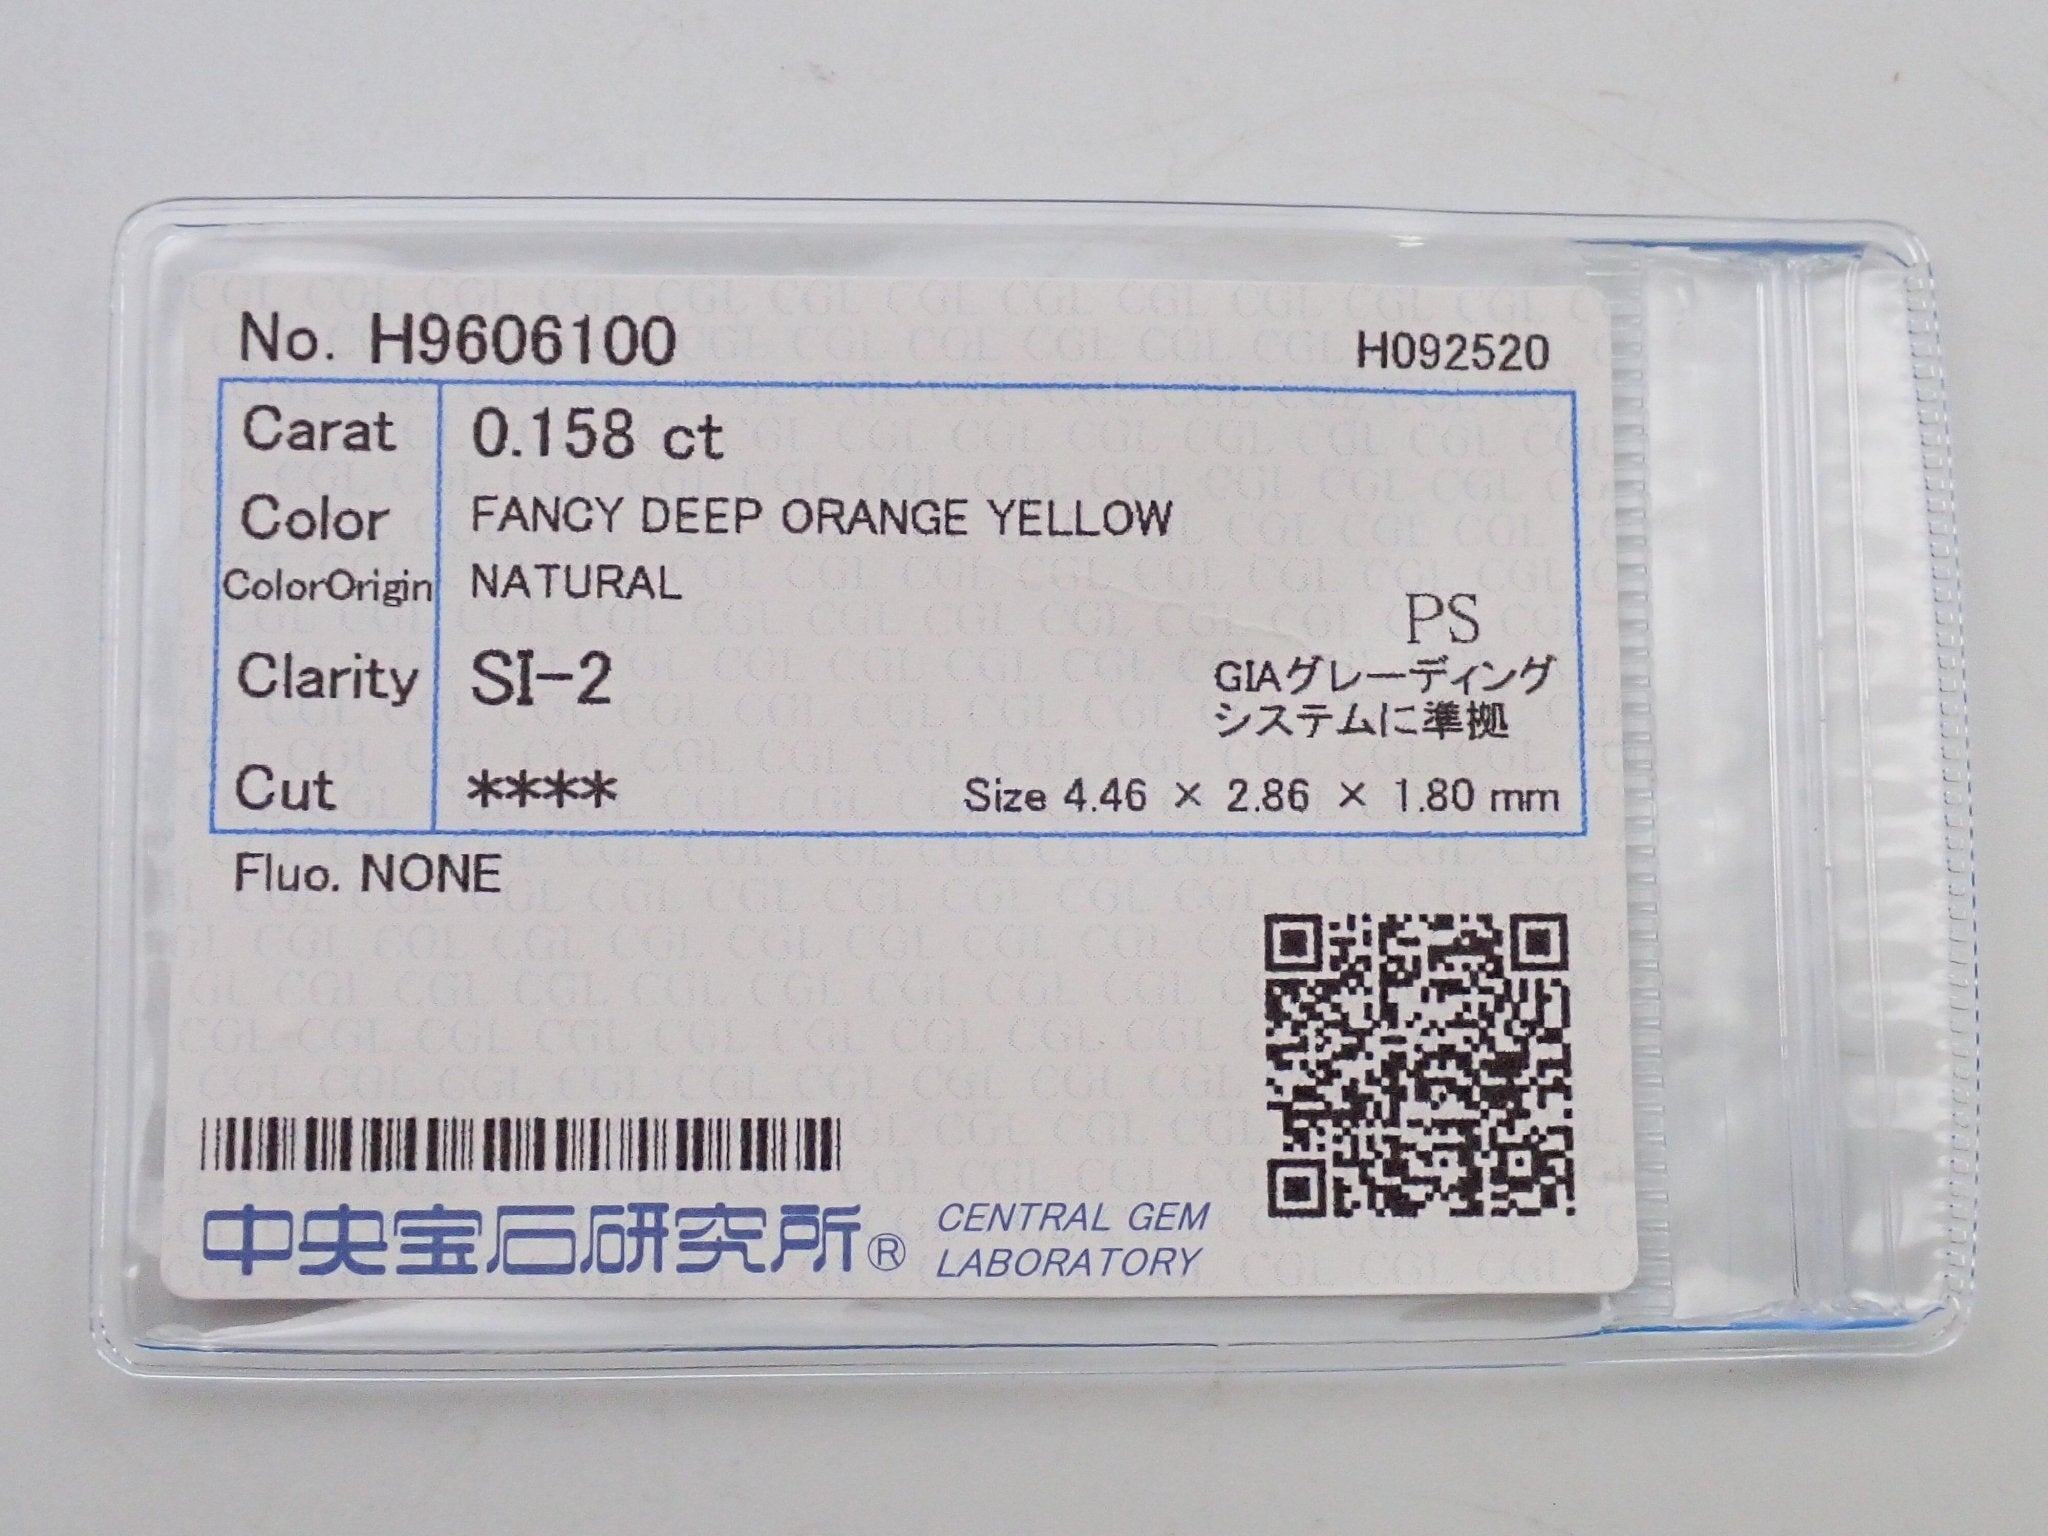 No. H9606100
H092520
Carat 0.158 ct
Color FANCY DEEP ORANGE YELLOW
ColorOrigin NATURAL
PS
Clarity SI-2
GIAグレーディング
システムに準拠
Cut ****
Size 4.46 × 2.86 × 1.80 mm
Fluo. NONE
中央宝石研究所® CENTRAL GEM
LABORATORY